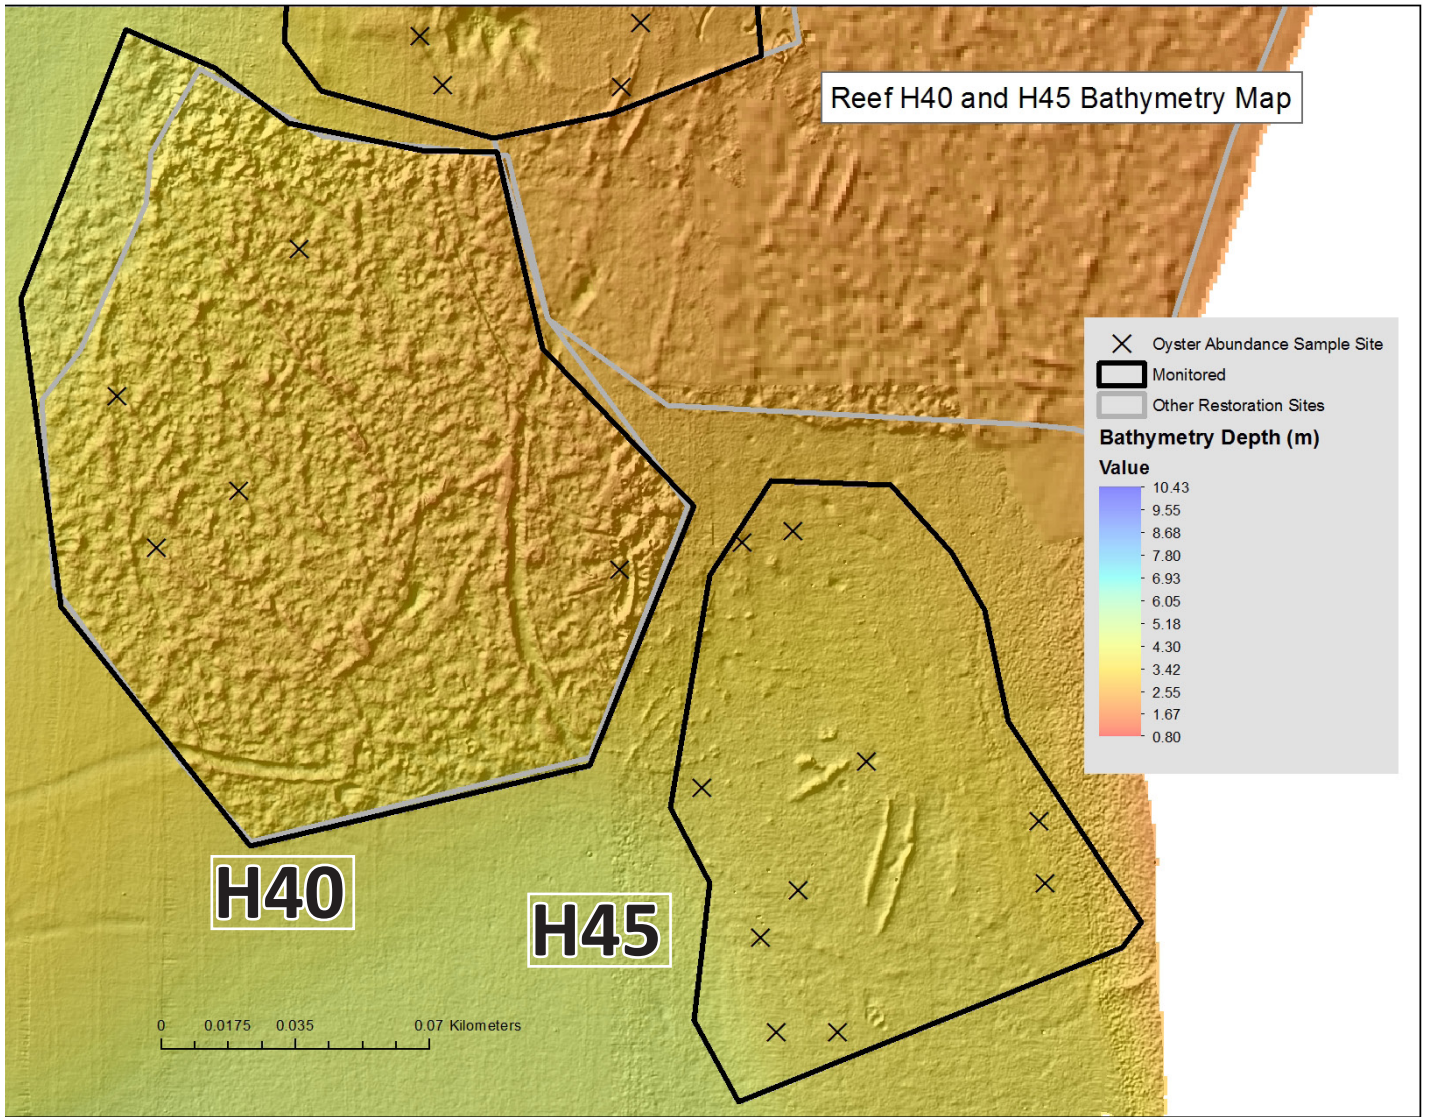 Reef H40 and H45 Bathymetry Map
Oyster Abundance Sample Site
Monitored
Other Restoration Sites
Bathymetry Depth (m)
Value
10.43
9.55
8.68
7.80
6.93
6.05
5.18
4.30
3.42
2.55
1.67
0.80
H40
H45
0 0.0175 0.035 0.07 Kilometers